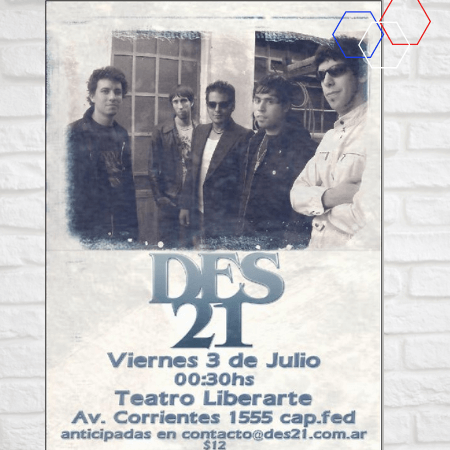 DES
21
Viernes 3 de Julio
00:30hs
Teatro Liberarte
Av. Corrientes 1555 cap.fed
anticipadas en contacto@des21.com.ar
$12